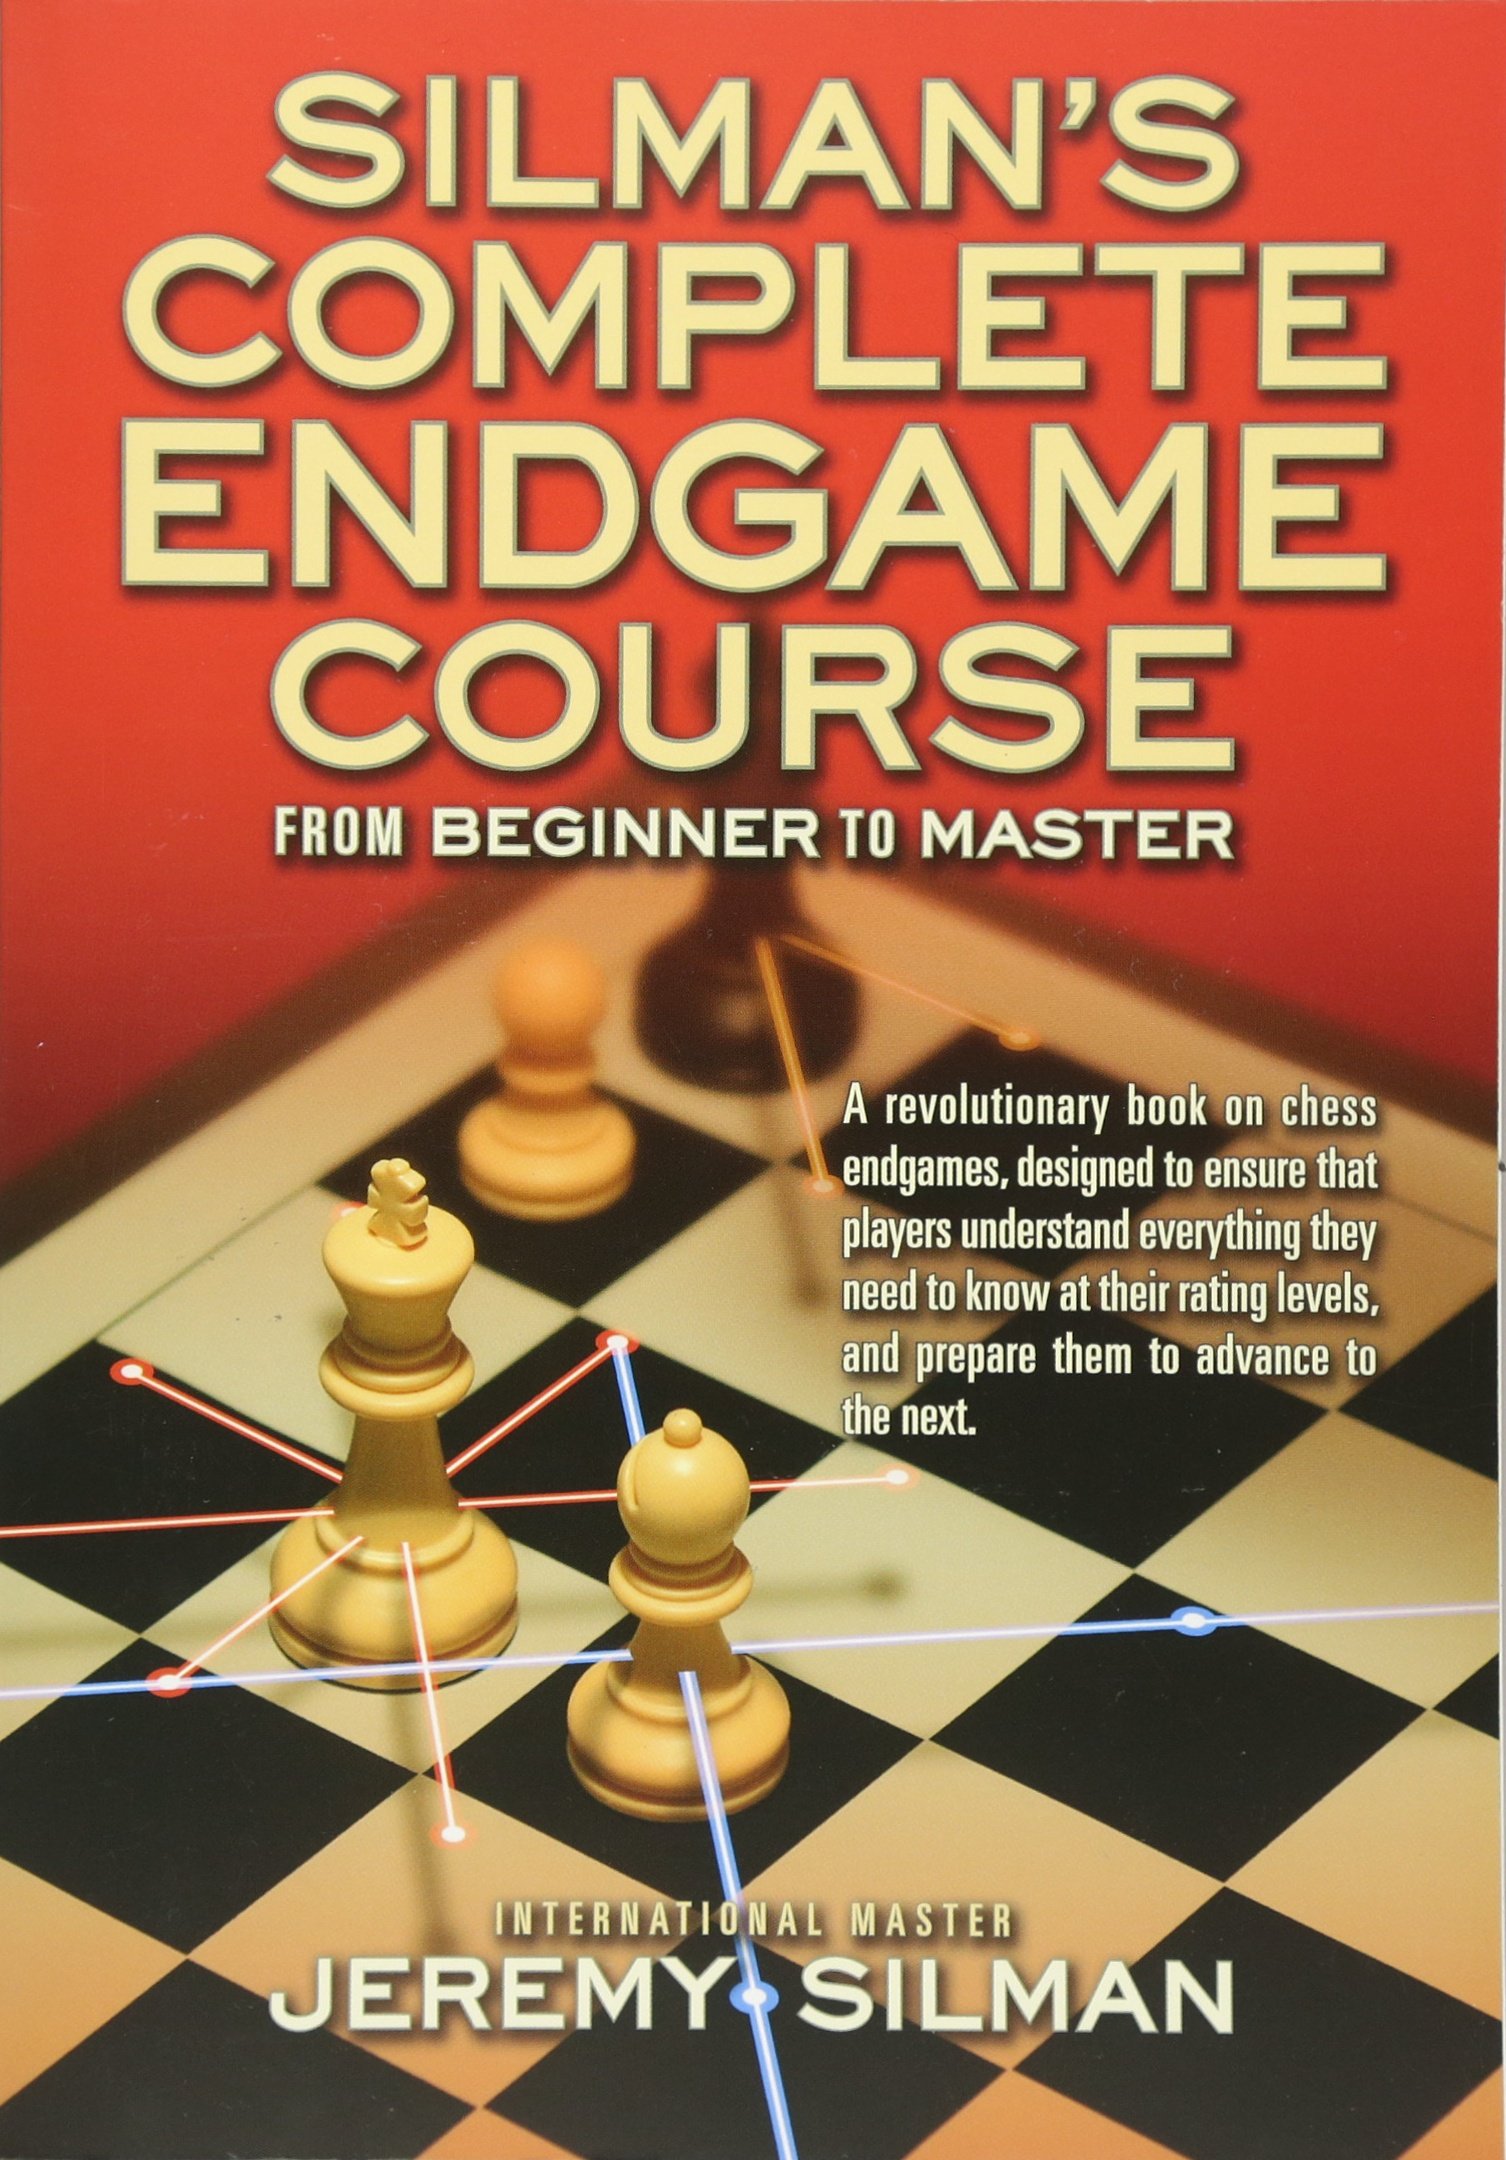 SILMAN'S
COMPLETE
ENDGAME
COURSE
FROM BEGINNER TO MASTER
A revolutionary book on chess
endgames, designed to ensure that
players understand everything they
need to know at their rating levels,
and prepare them to advance to
the next.
INTERNATIONAL MASTER
JEREMY SILMAN